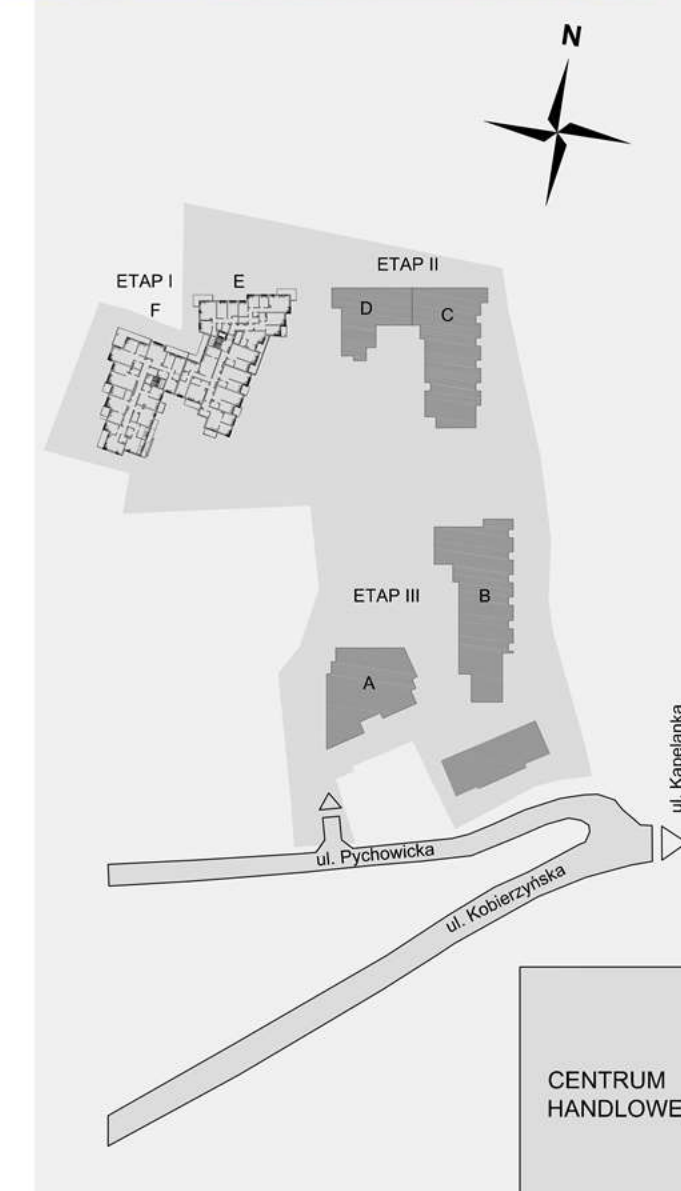 N
ETAP II
ETAP I
E
F
D
C
ETAP III
B
A
ul. Kapelanka
ul. Pychowicka
ul. Kobierzyńska
CENTRUM
HANDLOWE